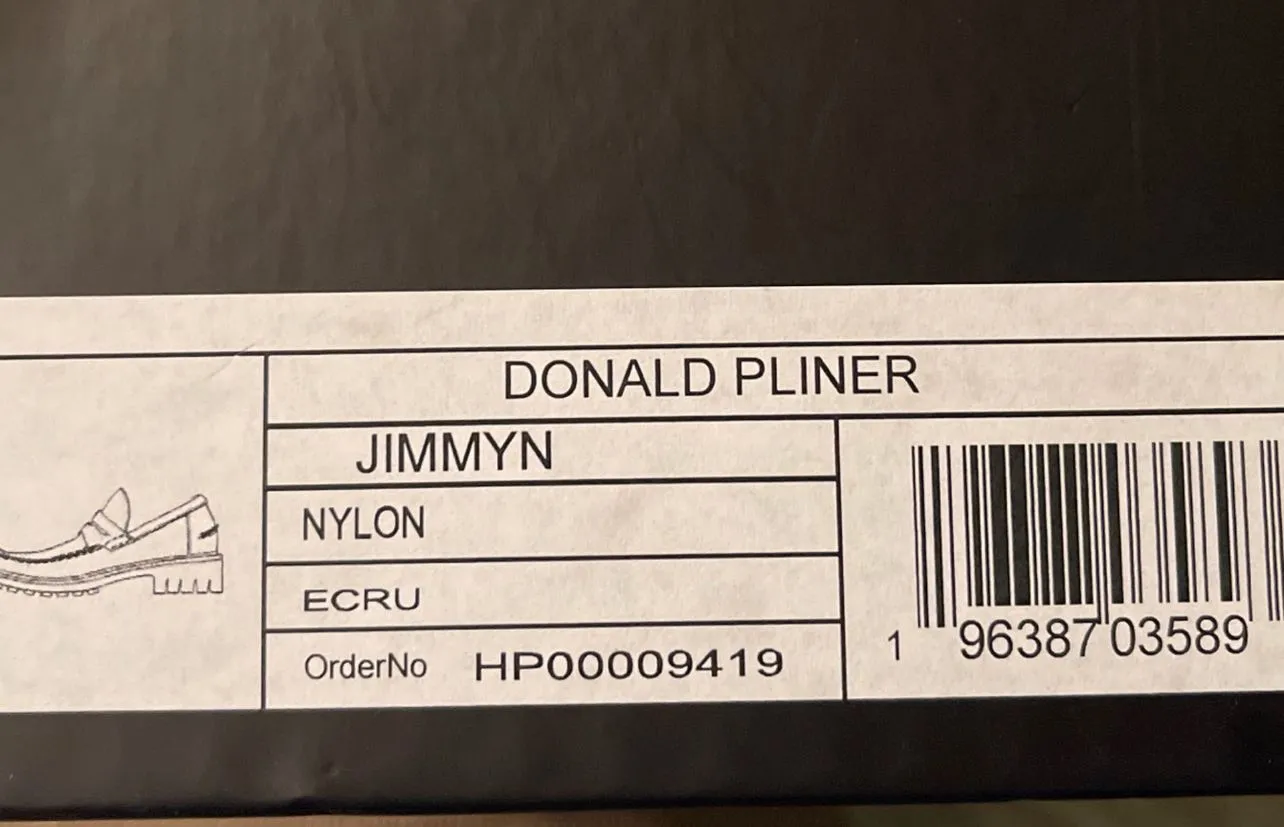 DONALD PLINER
JIMMYN
NYLON
ECRU
OrderNo HP00009419
1 96387 03589